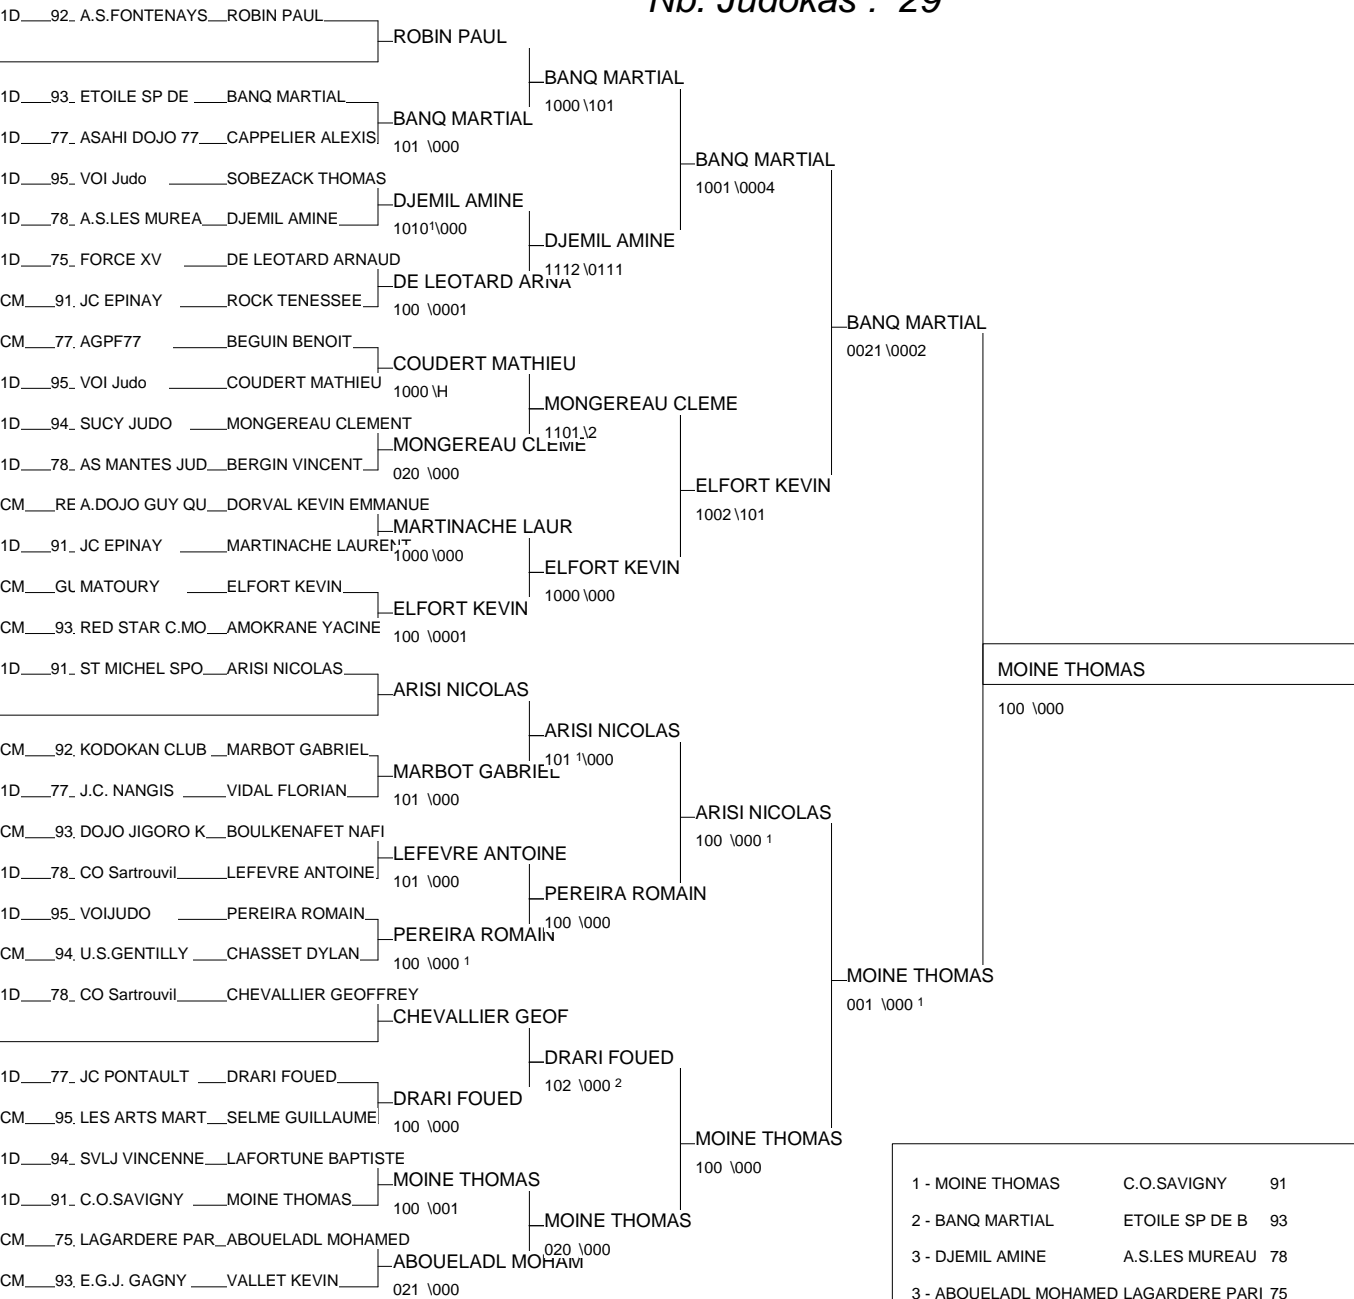 Nb. Judokas : 29
1D 92 A.S.FONTENAYS ROBIN PAUL
ROBIN PAUL
BANQ MARTIAL
1000 \101
1D 93 ETOILE SP DE BANQ MARTIAL
BANQ MARTIAL
101 \000
1D 77 ASAHI DOJO 77 CAPPELIER ALEXIS
BANQ MARTIAL
1001 \0004
1D 95 VOI Judo SOBEZACK THOMAS
DJEMIL AMINE
1010¹\000
1D 78 A.S.LES MUREA DJEMIL AMINE
DJEMIL AMINE
1112 \0111
1D 75 FORCE XV DE LEOTARD ARNAUD
DE LEOTARD ARNA
100 \0001
CM 91 JC EPINAY ROCK TENESSEE
BANQ MARTIAL
0021 \0002
CM 77 AGPF77 BEGUIN BENOIT
COUDERT MATHIEU
1000 \H
1D 95 VOI Judo COUDERT MATHIEU
MONGEREAU CLEME
1101 \2
1D 94 SUCY JUDO MONGEREAU CLEMENT
MONGEREAU CLEME
020 \000
1D 78 AS MANTES JUD BERGIN VINCENT
ELFORT KEVIN
1002 \101
CM RE A.DOJO GUY QU DORVAL KEVIN EMMANUE
MARTINACHE LAUR
1000 \000
1D 91 JC EPINAY MARTINACHE LAURENT
ELFORT KEVIN
1000 \000
CM GU MATOURY ELFORT KEVIN
ELFORT KEVIN
100 \0001
CM 93 RED STAR C.MO AMOKRANE YACINE
MOINE THOMAS
100 \000
1D 91 ST MICHEL SPO ARISI NICOLAS
ARISI NICOLAS
ARISI NICOLAS
101 ¹\000
CM 92 KODOKAN CLUB MARBOT GABRIEL
MARBOT GABRIEL
101 \000
1D 77 J.C. NANGIS VIDAL FLORIAN
ARISI NICOLAS
100 \000 ¹
CM 93 DOJO JIGORO K BOULKENAFET NAFI
LEFEVRE ANTOINE
101 \000
1D 78 CO Sartrouvil LEFEVRE ANTOINE
PEREIRA ROMAIN
100 \000
1D 95 VOIJUDO PEREIRA ROMAIN
PEREIRA ROMAIN
100 \000 ¹
CM 94 U.S.GENTILLY CHASSET DYLAN
MOINE THOMAS
001 \000 ¹
1D 78 CO Sartrouvil CHEVALLIER GEOFFREY
CHEVALLIER GEOF
DRARI FOUED
102 \000 ²
1D 77 JC PONTAULT DRARI FOUED
DRARI FOUED
100 \000
CM 95 LES ARTS MART SELME GUILLAUME
MOINE THOMAS
100 \000
1D 94 SVLJ VINCENNE LAFORTUNE BAPTISTE
MOINE THOMAS
100 \001
1D 91 C.O.SAVIGNY MOINE THOMAS
MOINE THOMAS
020 \000
CM 75 LAGARDERE PAR ABOUELADL MOHAMED
ABOUELADL MOHAM
021 \000
CM 93 E.G.J. GAGNY VALLET KEVIN
1 - MOINE THOMAS C.O.SAVIGNY 91
2 - BANQ MARTIAL ETOILE SP DE B 93
3 - DJEMIL AMINE A.S.LES MUREAU 78
3 - ABOUELADL MOHAMED LAGARDERE PARI 75